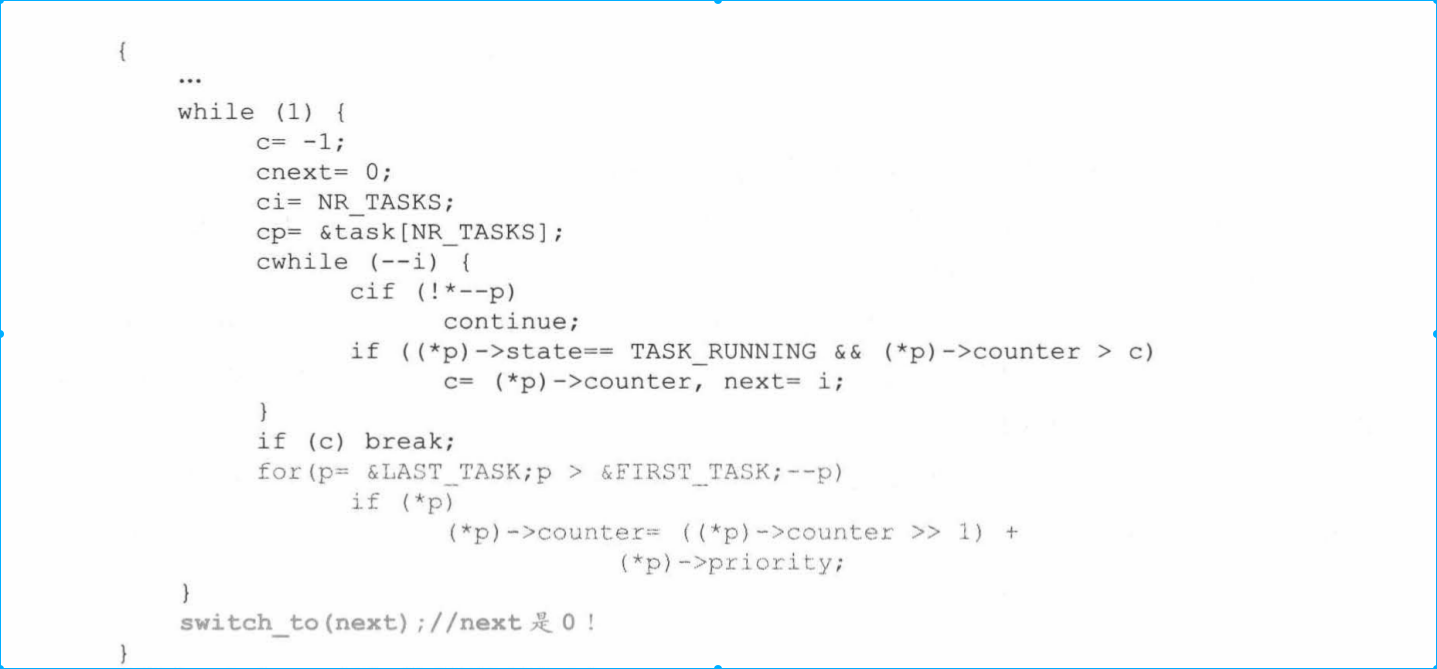 {
...
while (1) {
c= -1;
cnext= 0;
ci= NR_TASKS;
cp= &task[NR_TASKS];
cwhile (--i) {
cif (!*--p)
continue;
if ((*p)->state== TASK_RUNNING && (*p)->counter > c)
c= (*p)->counter, next= i;
}
if (c) break;
for(p= &LAST_TASK;p > &FIRST_TASK;--p)
if (*p)
(*p)->counter= ((*p)->counter >> 1) +
(*p)->priority;
}
switch_to(next);//next 是 0！
}